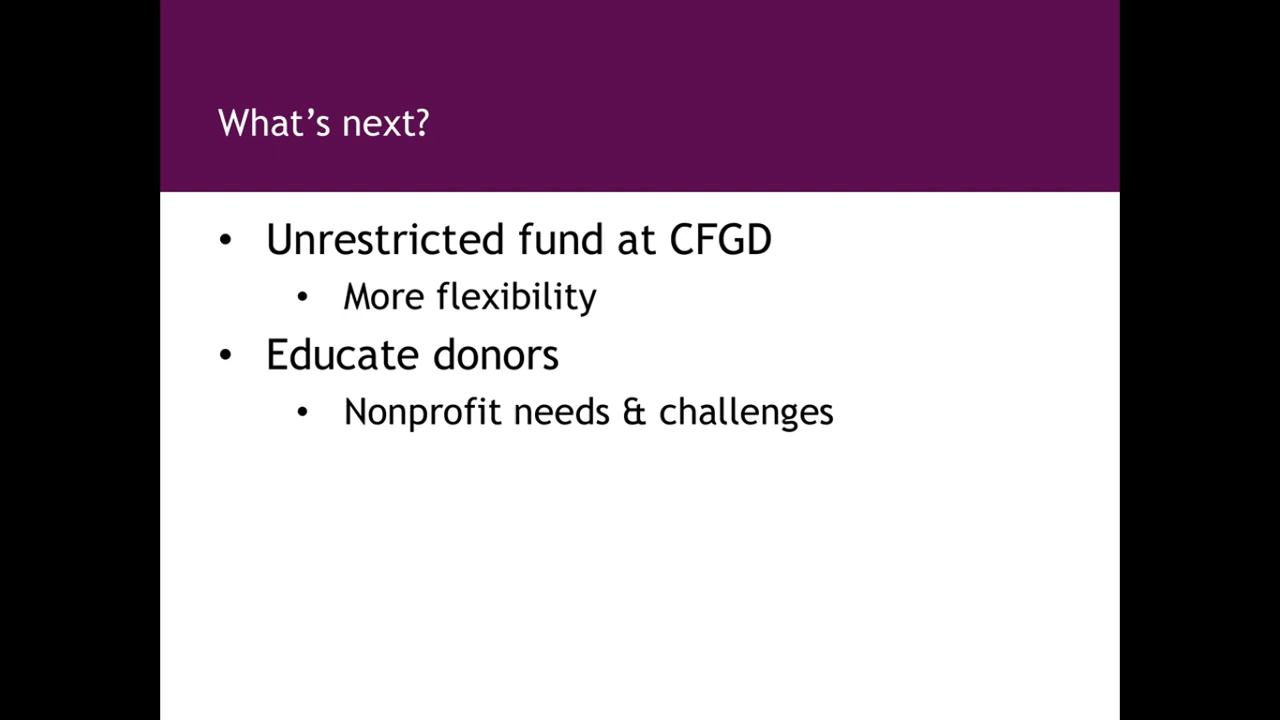 What’s next?
• Unrestricted fund at CFGD
• More flexibility
• Educate donors
• Nonprofit needs & challenges